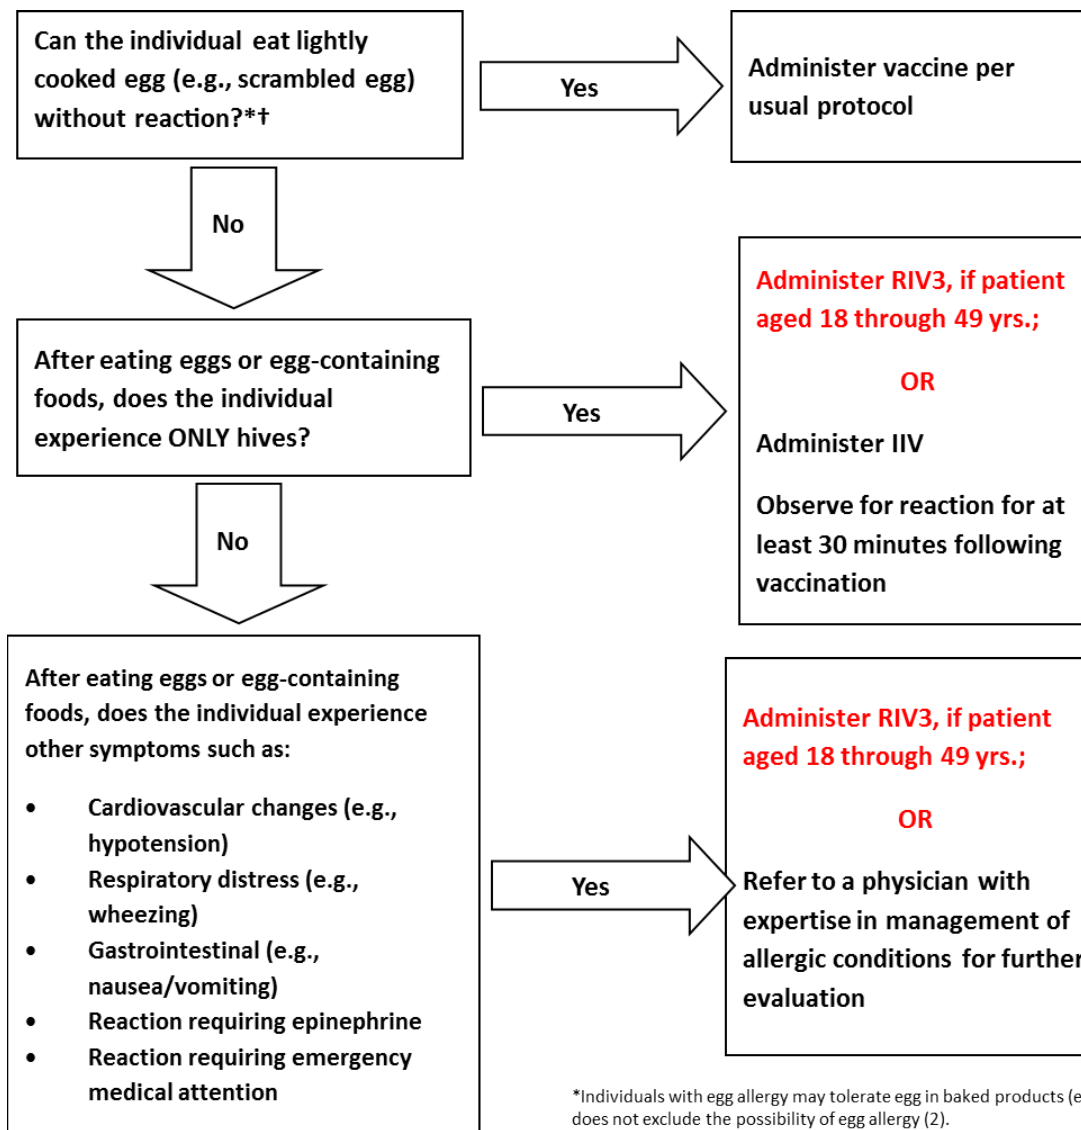 Can the individual eat lightly
cooked egg (e.g., scrambled egg)
without reaction?*†
Yes
Administer vaccine per
usual protocol
No
After eating eggs or egg-containing
foods, does the individual
experience ONLY hives?
Yes
Administer RIV3, if patient
aged 18 through 49 yrs.;
OR
Administer IIV
Observe for reaction for at
least 30 minutes following
vaccination
No
After eating eggs or egg-containing
foods, does the individual experience
other symptoms such as:
• Cardiovascular changes (e.g.,
hypotension)
• Respiratory distress (e.g.,
wheezing)
• Gastrointestinal (e.g.,
nausea/vomiting)
• Reaction requiring epinephrine
• Reaction requiring emergency
medical attention
Yes
Administer RIV3, if patient
aged 18 through 49 yrs.;
OR
Refer to a physician with
expertise in management of
allergic conditions for further
evaluation
*Individuals with egg allergy may tolerate egg in baked products (e
does not exclude the possibility of egg allergy (2).